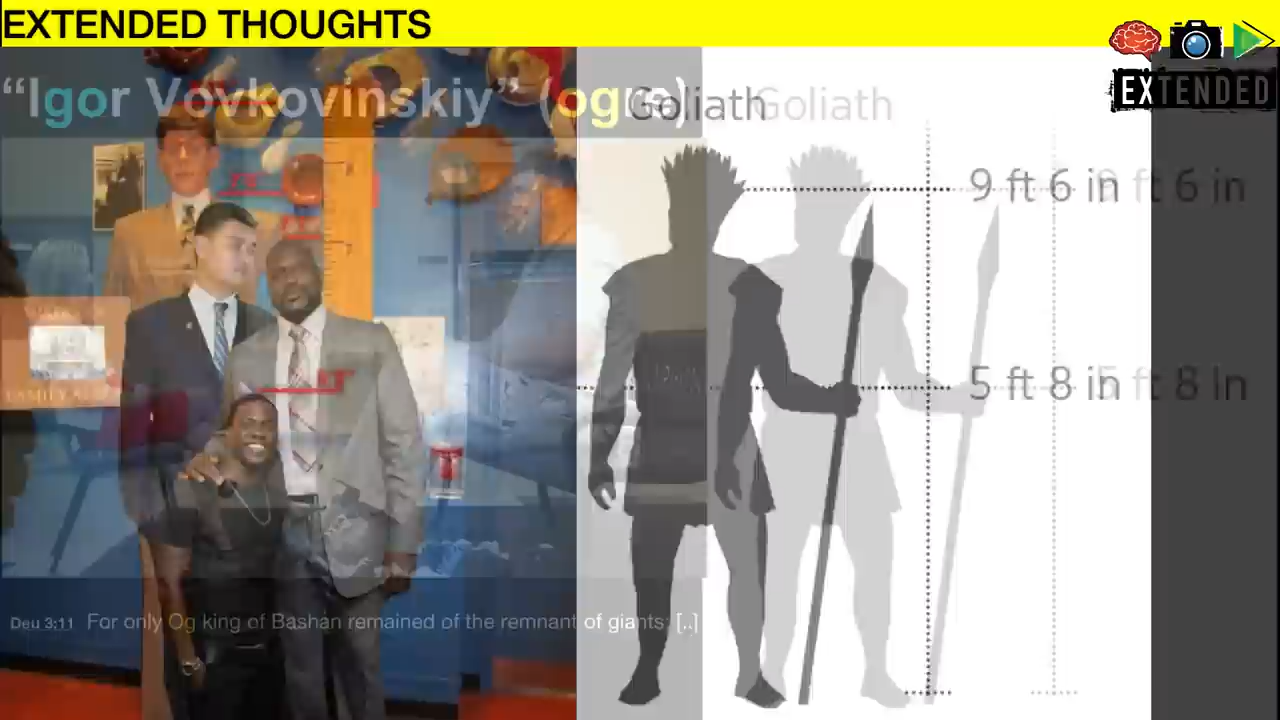 EXTENDED THOUGHTS
EXTENDED
“Igor Vovkovinskiy” (ogre)
Goliath
Goliath
9 ft 6 in
ft 6 in
5 ft 8 in
5 ft 8 in
FAMILY
Deu 3:11 For only Og king of Bashan remained of the remnant of giants: [..]